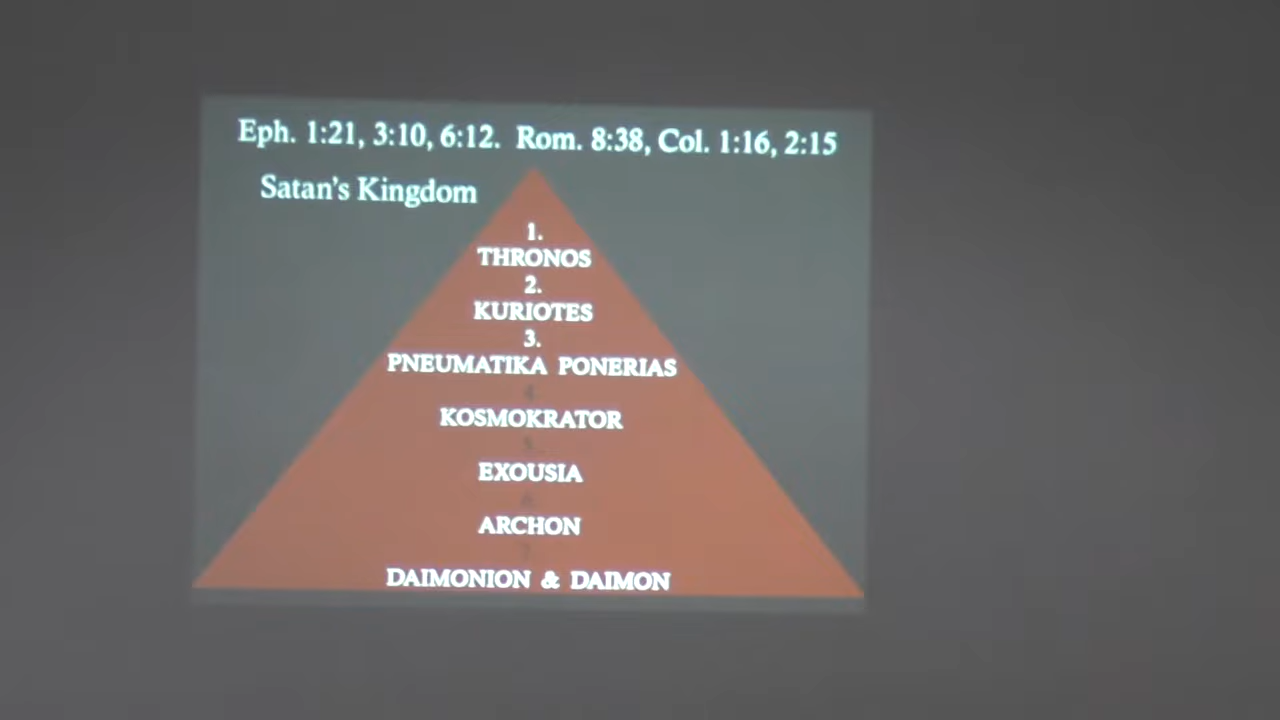 Eph. 1:21, 3:10, 6:12. Rom. 8:38, Col. 1:16, 2:15
Satan's Kingdom
1.
THRONOS
2.
KURIOTES
3.
PNEUMATIKA PONERIAS
4.
KOSMOKRATOR
EXOUSIA
ARCHON
DAIMONION & DAIMON